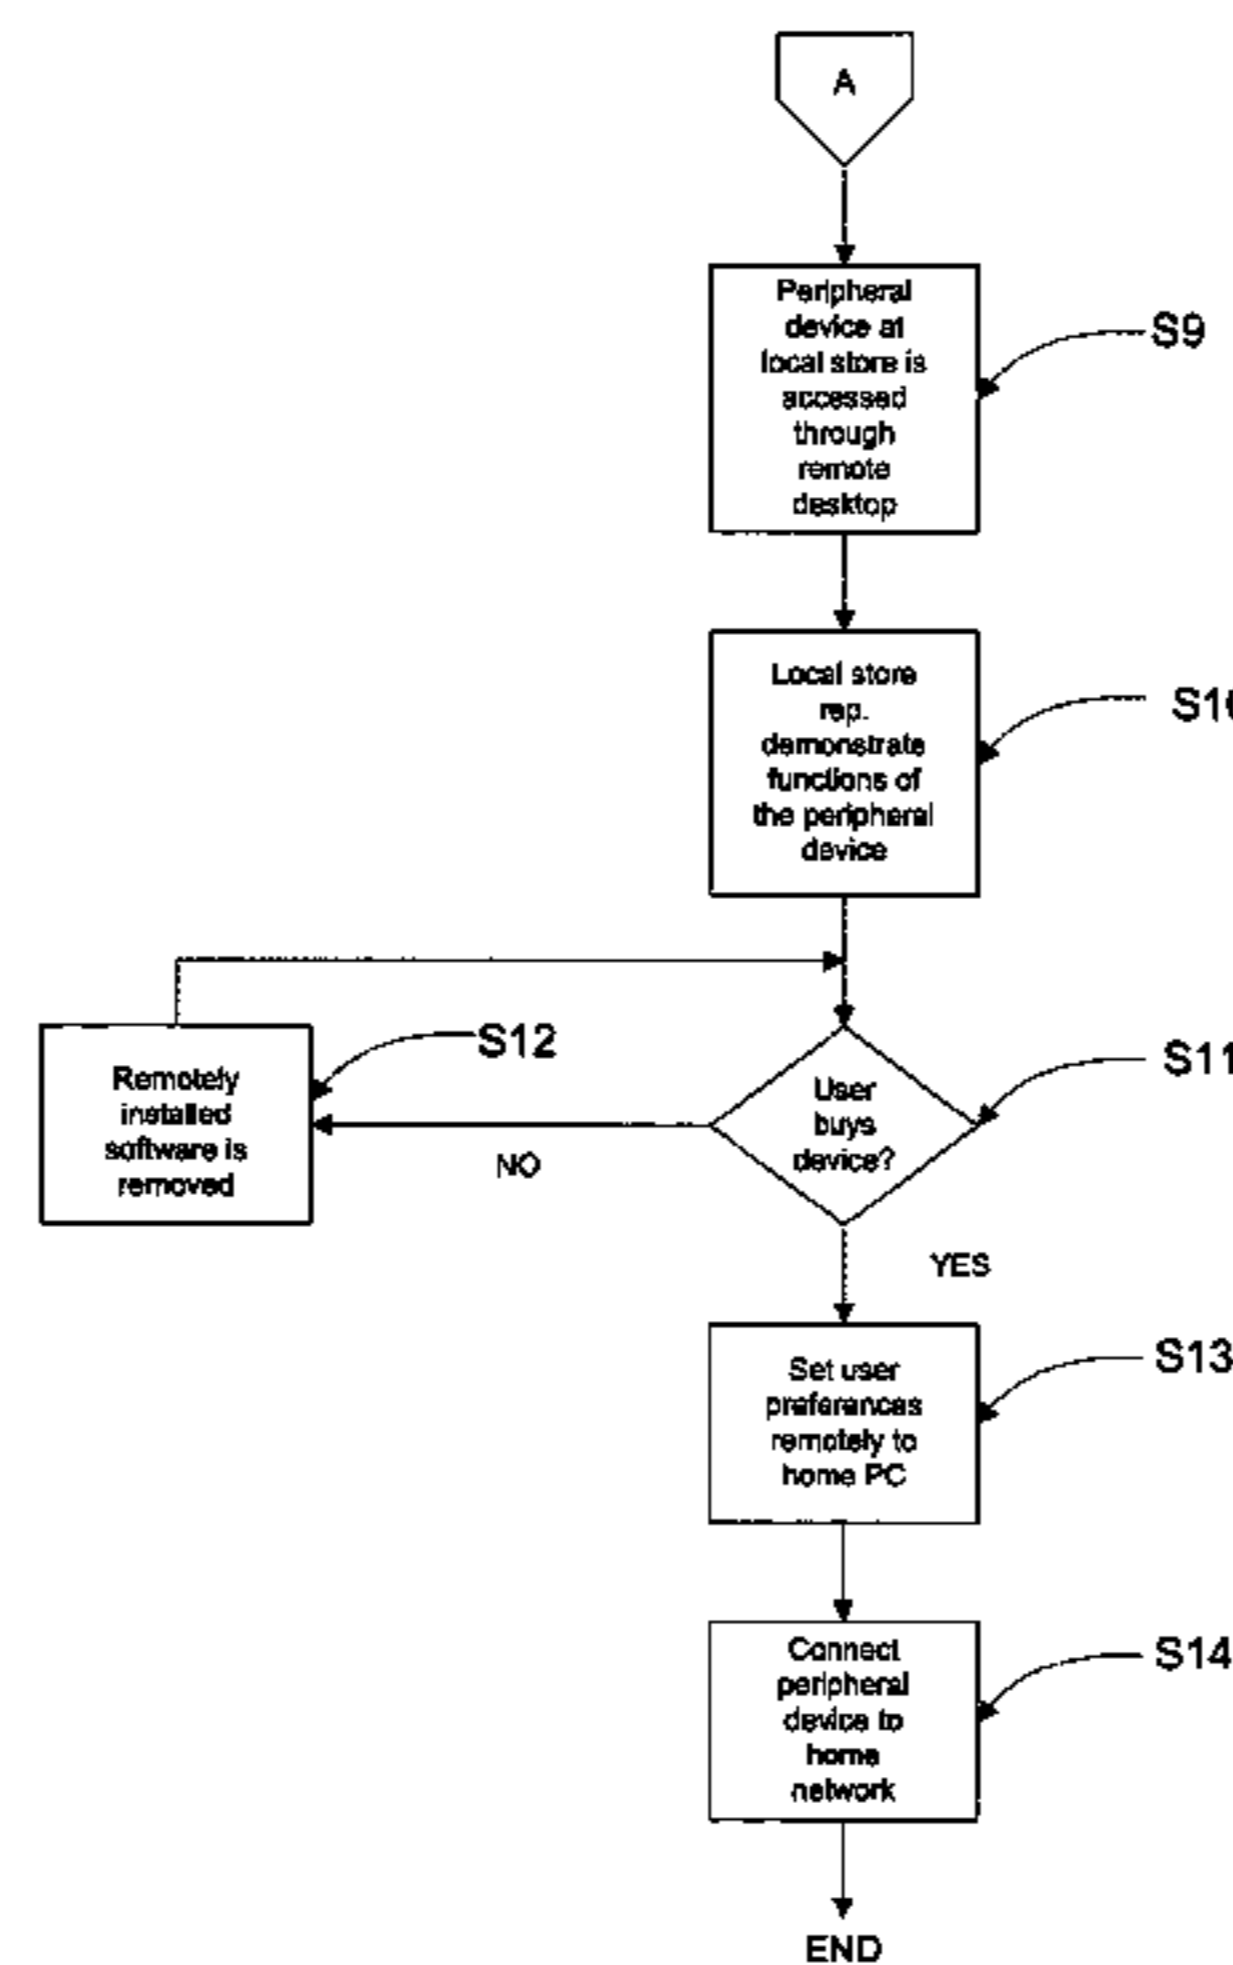 A
Peripheral
device at
local store is
accessed
through
remote
desktop
S9
Local store
rep.
demonstrate
functions of
the peripheral
device
S10
Remotely
installed
software is
removed
S12
NO
User
buys
device?
S11
YES
Set user
preferences
remotely to
home PC
S13
Connect
peripheral
device to
home
network
S14
END